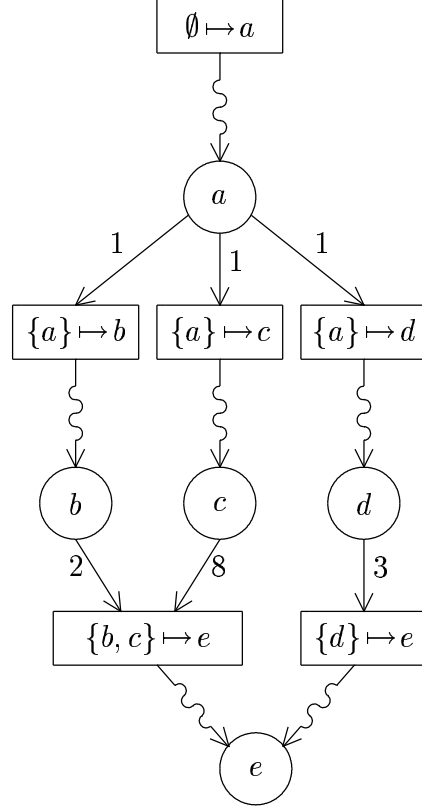 ∅ ↦ a
a
1 1 1
{a} ↦ b {a} ↦ c {a} ↦ d
b c d
2 8 3
{b, c} ↦ e {d} ↦ e
e